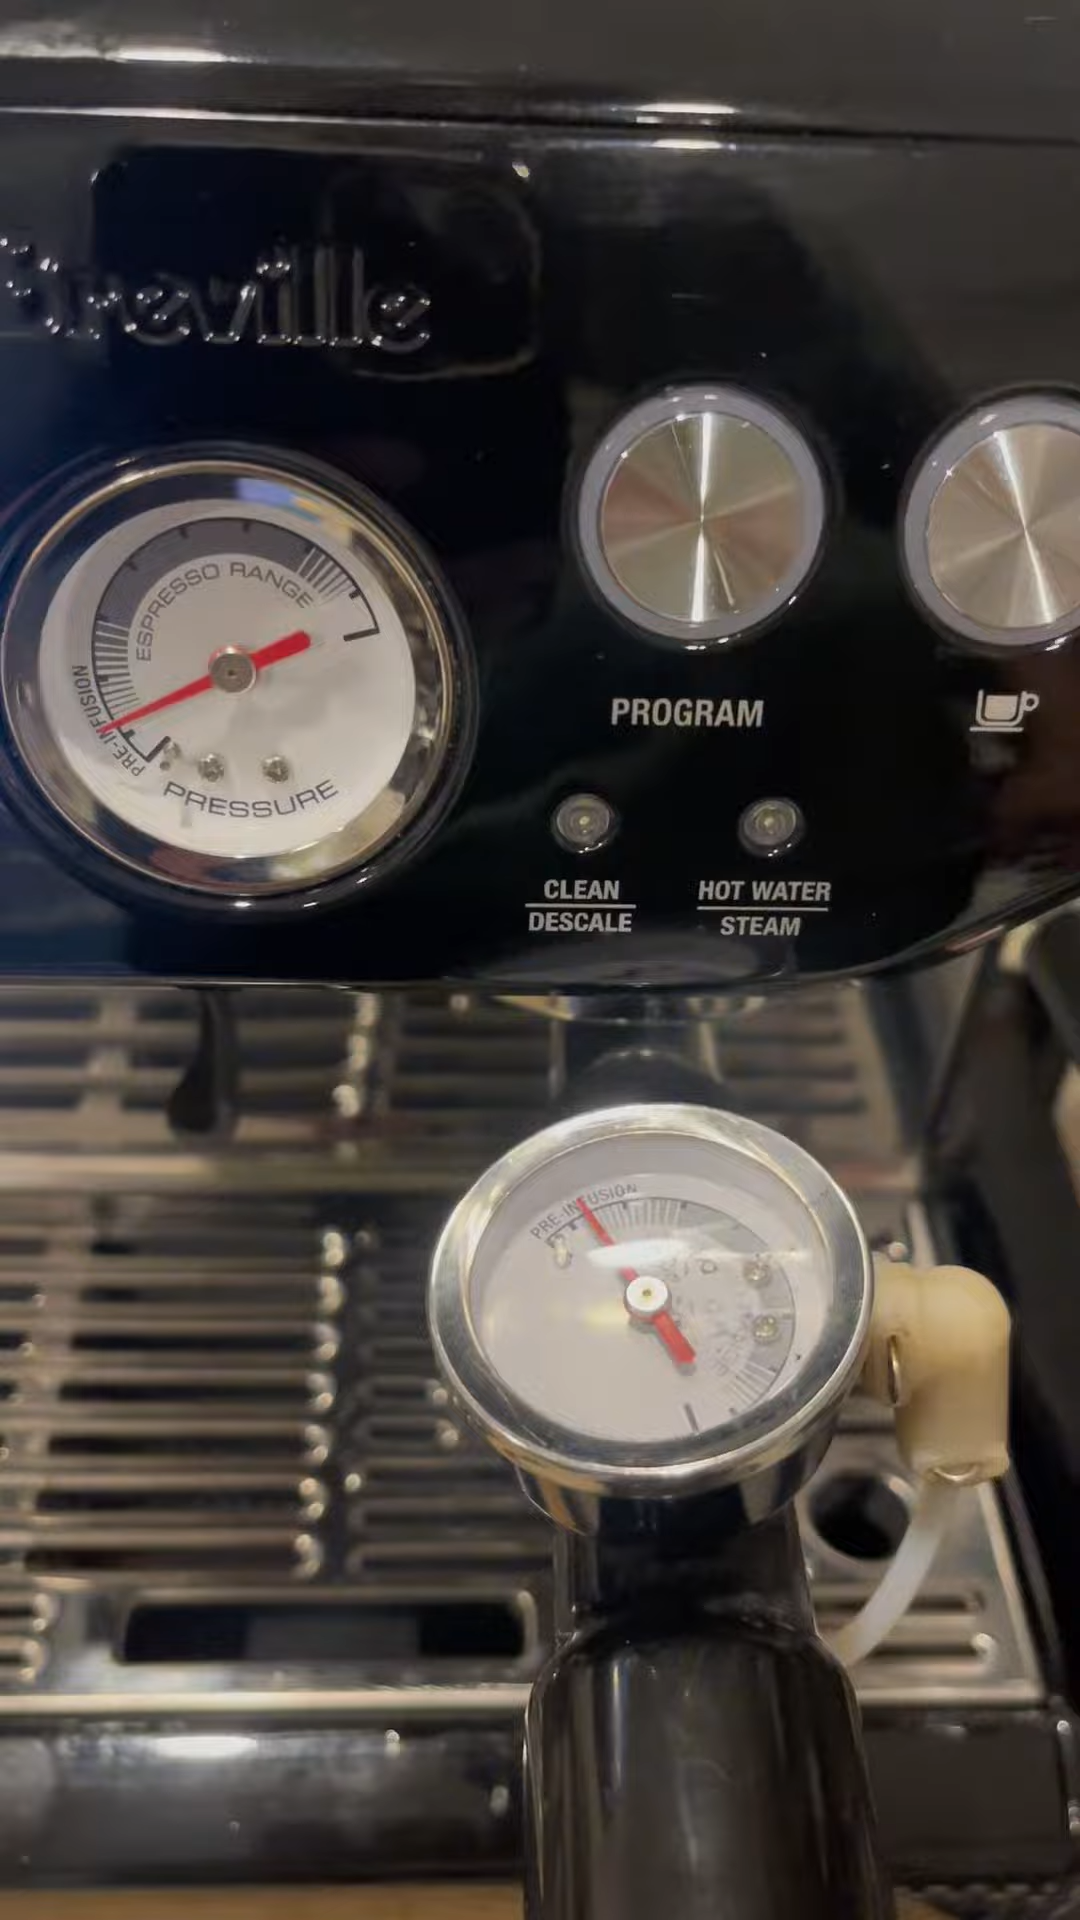 Breville
ESPRESSO RANGE
PRE-INFUSION
PRESSURE
PROGRAM
CLEAN
DESCALE
HOT WATER
STEAM
PRE-INFUSION